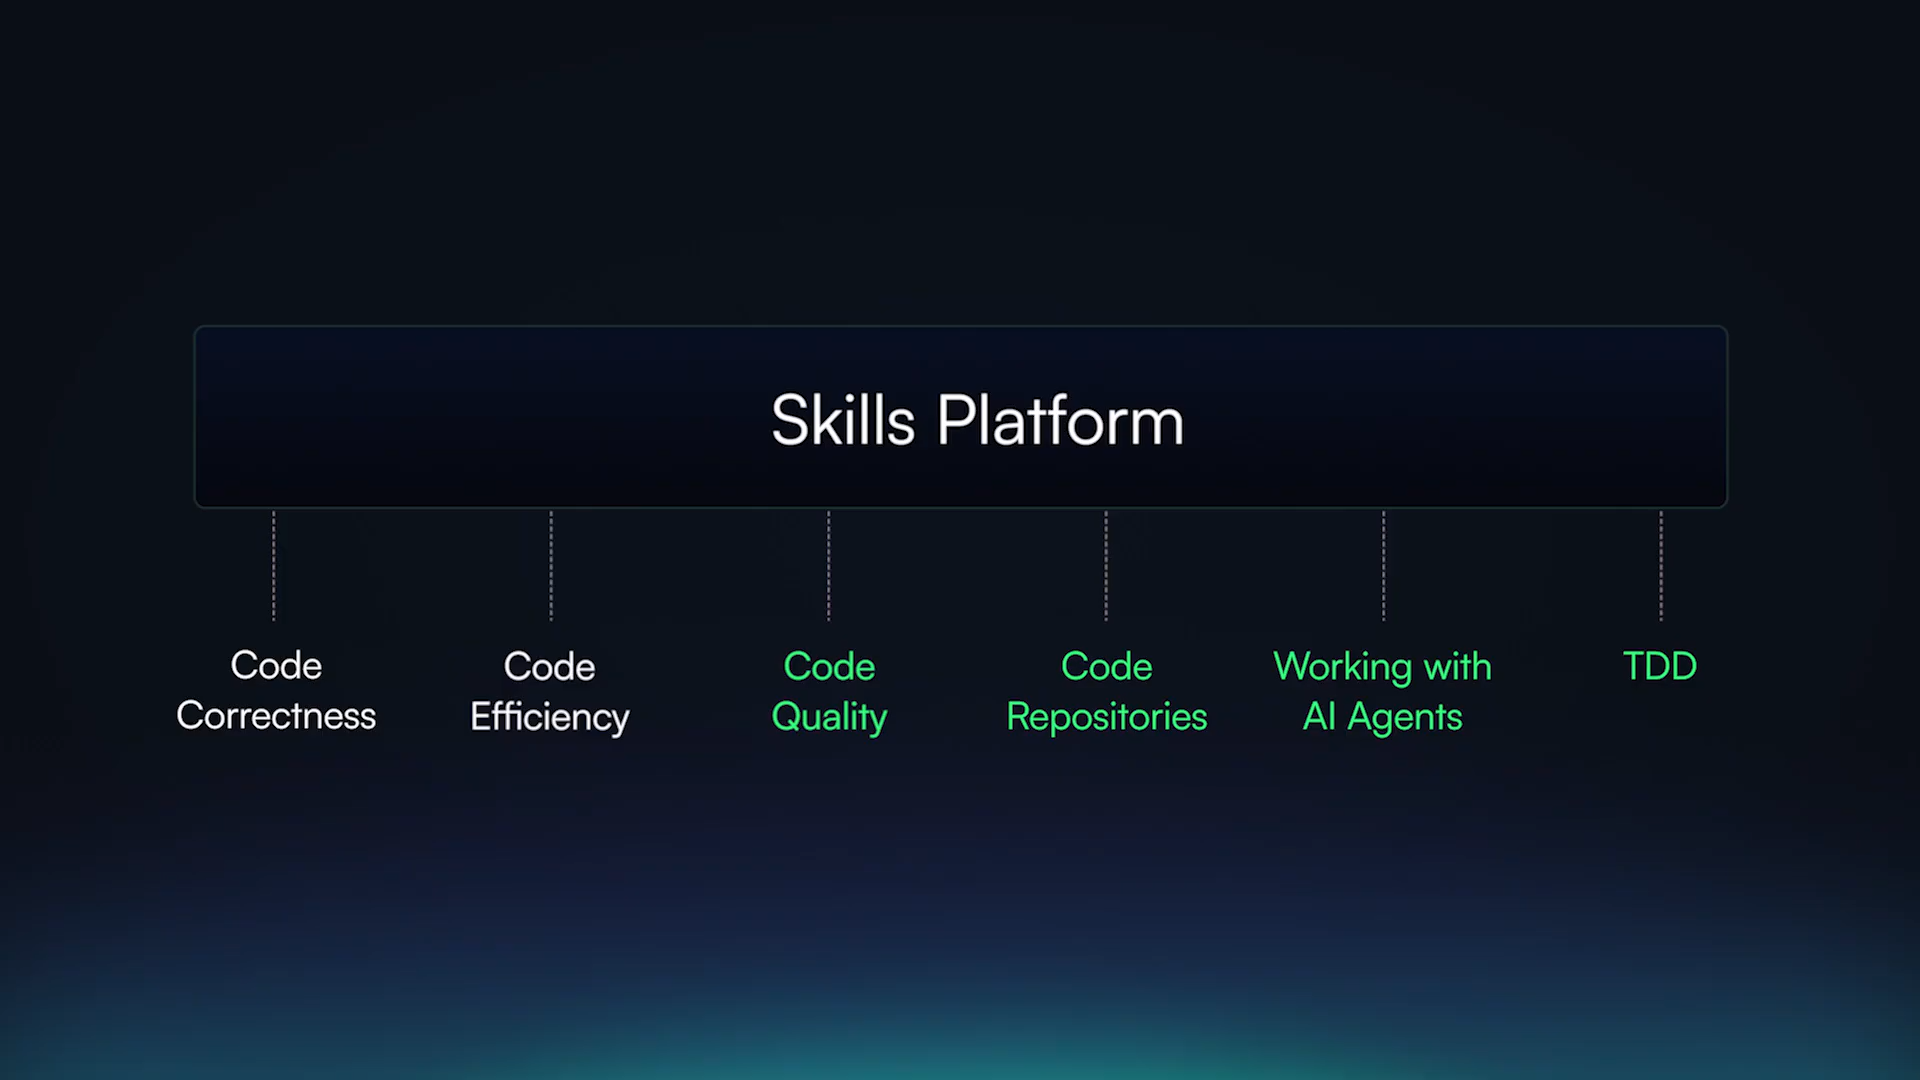 Skills Platform
Code
Correctness
Code
Efficiency
Code
Quality
Code
Repositories
Working with
AI Agents
TDD